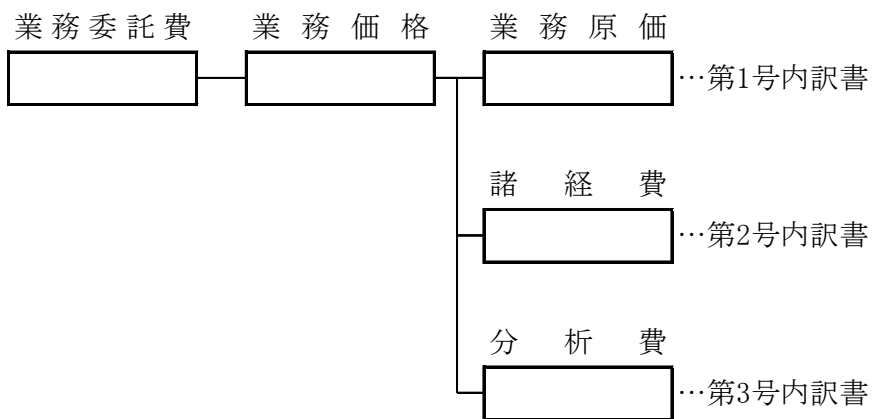 業務委託費 業務価格 業務原価
…第1号内訳書
諸経費
…第2号内訳書
分析費
…第3号内訳書